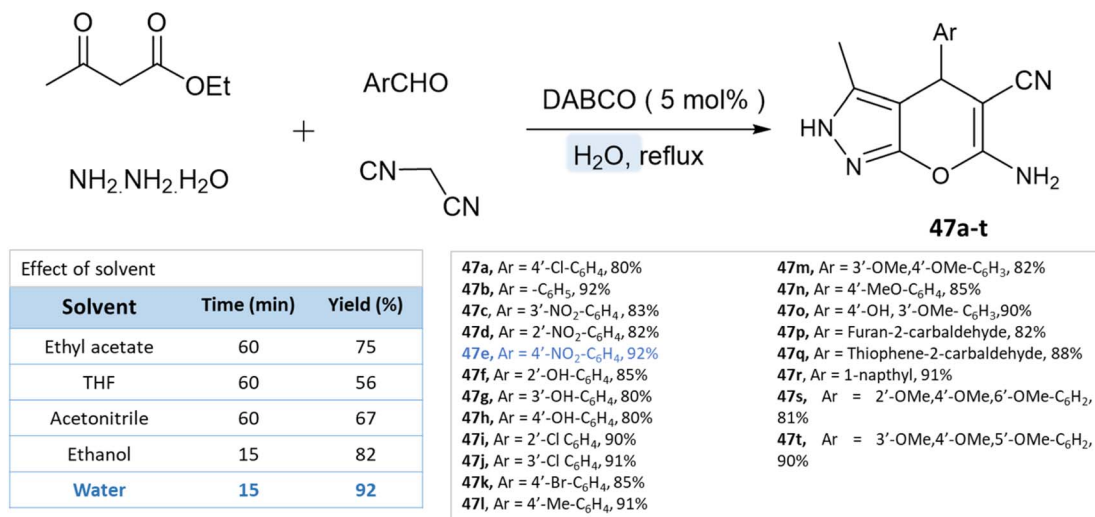 O
O
OEt
ArCHO
NH₂.NH₂.H₂O
+
CN
CN
DABCO ( 5 mol% )
H₂O, reflux
Ar
CN
HN
N
O
NH₂
47a-t
Effect of solvent
Solvent Time (min) Yield (%)
Ethyl acetate 60 75
THF 60 56
Acetonitrile 60 67
Ethanol 15 82
Water 15 92
47a, Ar = 4′-Cl-C₆H₄, 80%
47b, Ar = -C₆H₅, 92%
47c, Ar = 3′-NO₂-C₆H₄, 83%
47d, Ar = 2′-NO₂-C₆H₄, 82%
47e, Ar = 4′-NO₂-C₆H₄, 92%
47f, Ar = 2′-OH-C₆H₄, 85%
47g, Ar = 3′-OH-C₆H₄, 80%
47h, Ar = 4′-OH-C₆H₄, 80%
47i, Ar = 2′-Cl C₆H₄, 90%
47j, Ar = 3′-Cl C₆H₄, 91%
47k, Ar = 4′-Br-C₆H₄, 85%
47l, Ar = 4′-Me-C₆H₄, 91%
47m, Ar = 3′-OMe,4′-OMe-C₆H₃, 82%
47n, Ar = 4′-MeO-C₆H₄, 85%
47o, Ar = 4′-OH, 3′-OMe- C₆H₃,90%
47p, Ar = Furan-2-carbaldehyde, 82%
47q, Ar = Thiophene-2-carbaldehyde, 88%
47r, Ar = 1-napthyl, 91%
47s, Ar = 2′-OMe,4′-OMe,6′-OMe-C₆H₂,
81%
47t, Ar = 3′-OMe,4′-OMe,5′-OMe-C₆H₂,
90%